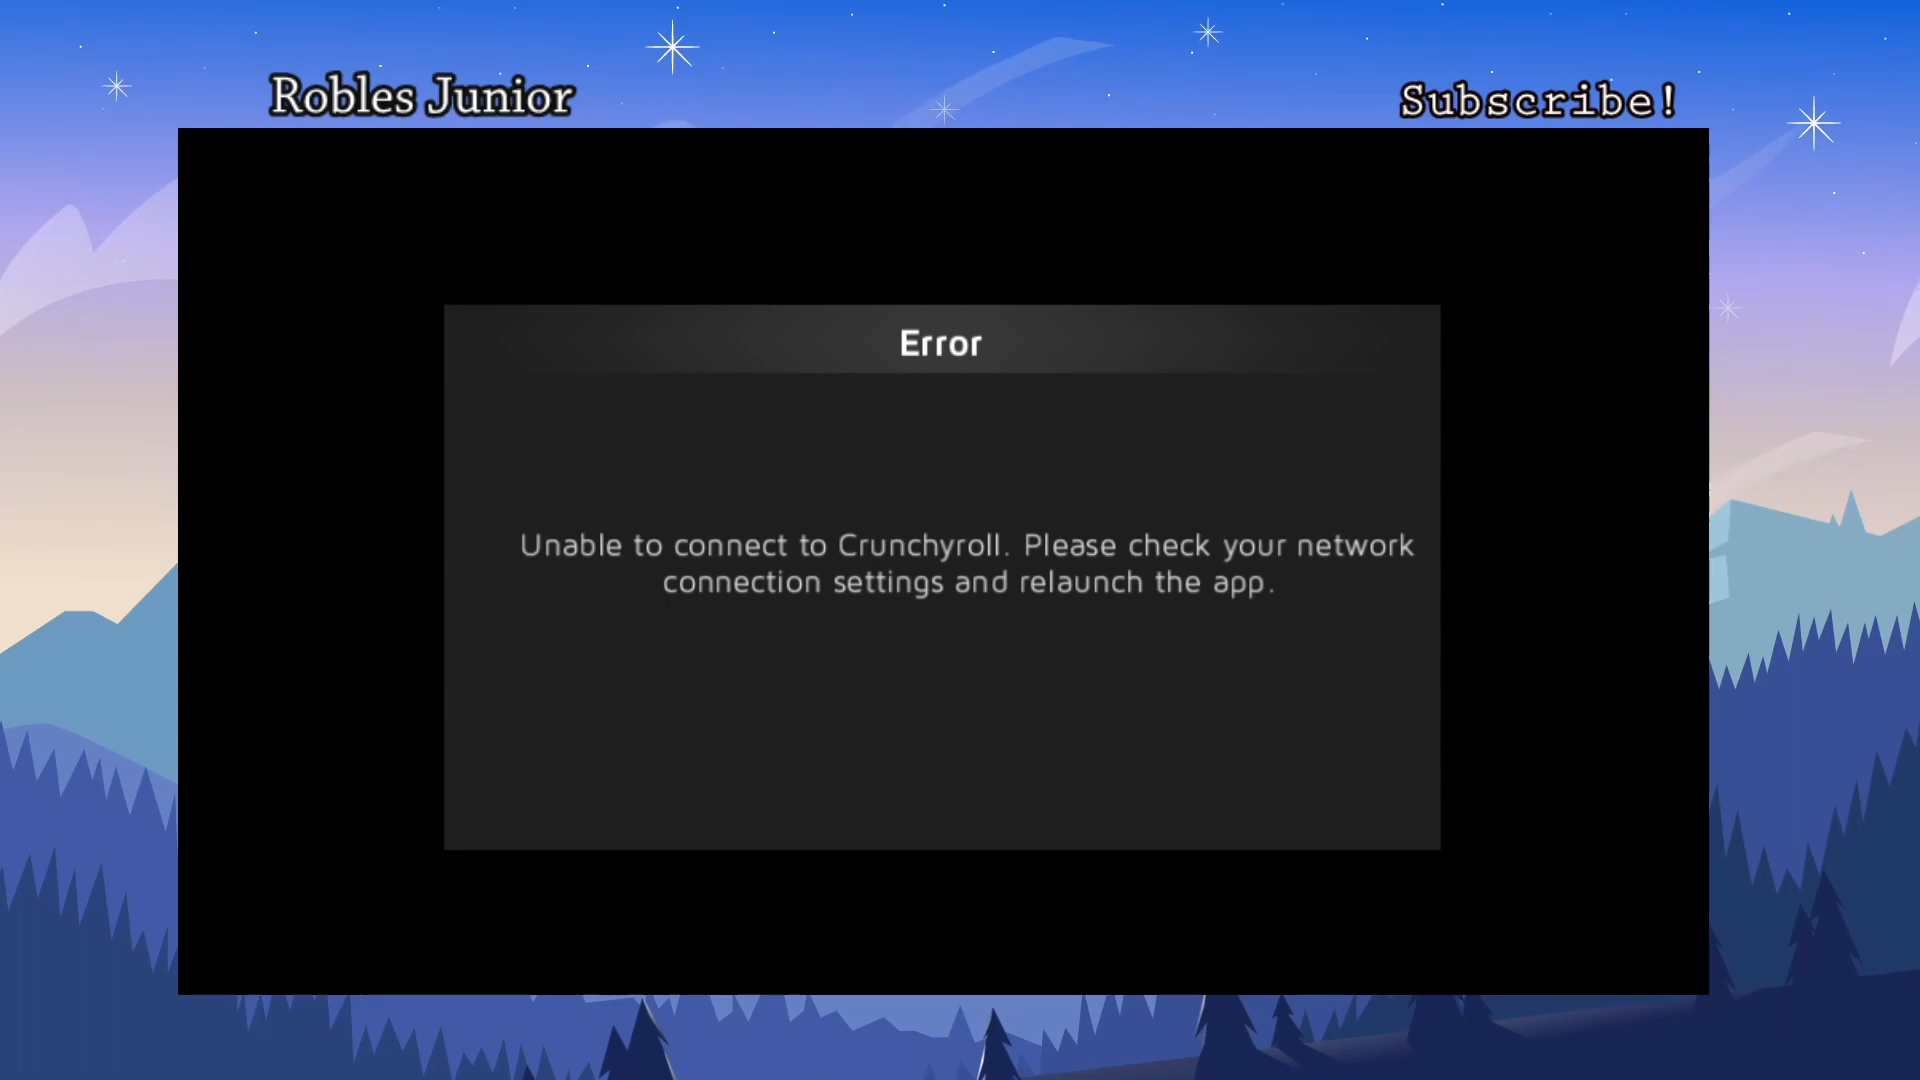 Robles Junior
Subscribe!
Error
Unable to connect to Crunchyroll. Please check your network
connection settings and relaunch the app.